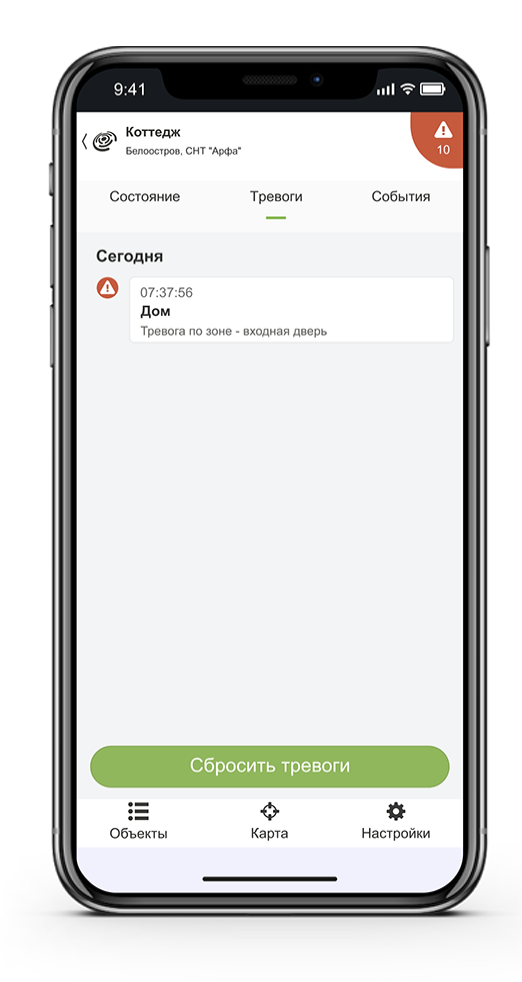 9:41
Коттедж
Белоостров, СНТ "Арфа"
10
Состояние
Тревоги
События
Сегодня
07:37:56
Дом
Тревога по зоне - входная дверь
Сбросить тревоги
Объекты
Карта
Настройки